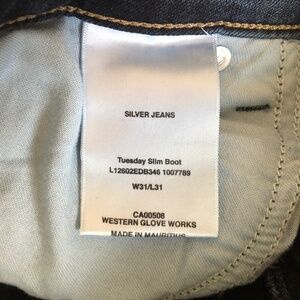 SILVER JEANS
Tuesday Slim Boot
L12602EDB346 1007789
W31/L31
CA00508
WESTERN GLOVE WORKS
MADE IN MAURITIUS